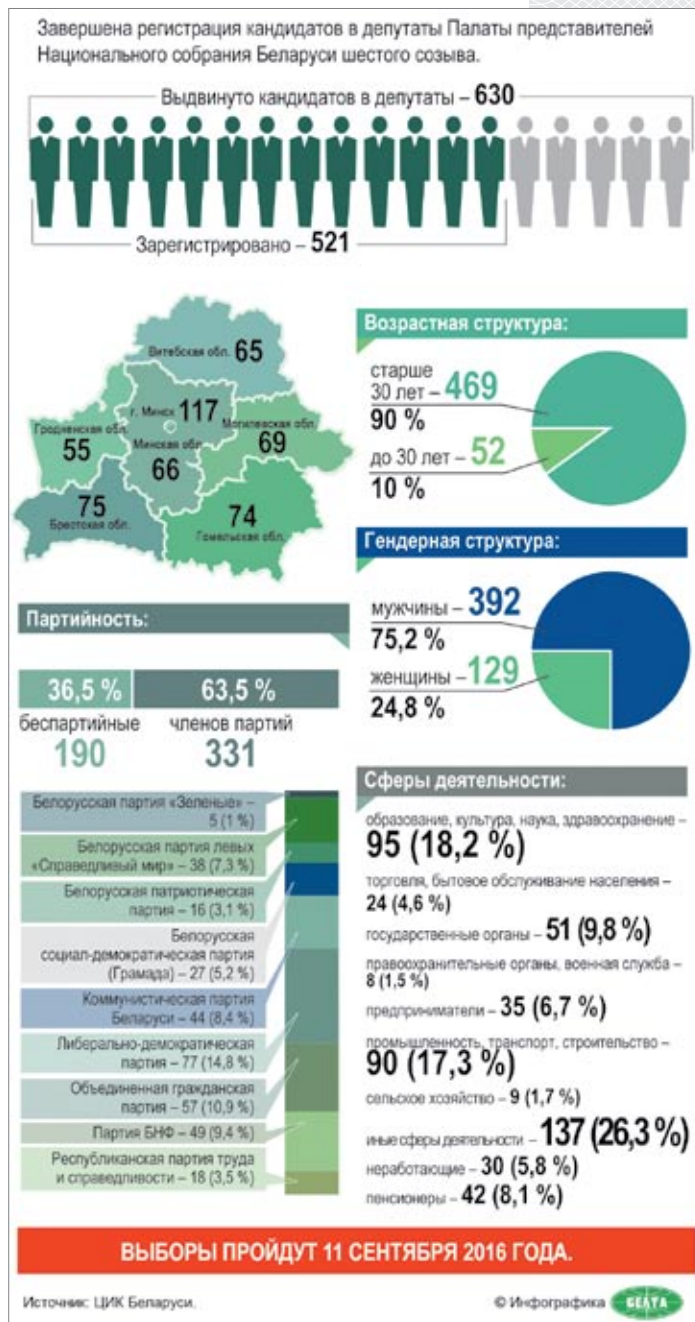 Завершена регистрация кандидатов в депутаты Палаты представителей
Национального собрания Беларуси шестого созыва.
Выдвинуто кандидатов в депутаты – 630
Зарегистрировано – 521
Витебская обл. 65
г. Минск 117
Гродненская обл.
55
Минская обл.
66
Могилевская обл.
69
75
Брестская обл.
74
Гомельская обл.
Возрастная структура:
старше
30 лет – 469
90 %
до 30 лет – 52
10 %
Гендерная структура:
мужчины – 392
75,2 %
женщины – 129
24,8 %
Партийность:
36,5 %
63,5 %
беспартийные
190
членов партий
331
Белорусская партия «Зеленые» –
5 (1 %)
Белорусская партия левых
«Справедливый мир» – 38 (7,3 %)
Белорусская патриотическая
партия – 16 (3,1 %)
Белорусская
социал-демократическая партия
(Грамада) – 27 (5,2 %)
Коммунистическая партия
Беларуси – 44 (8,4 %)
Либерально-демократическая
партия – 77 (14,8 %)
Объединенная гражданская
партия – 57 (10,9 %)
Партия БНФ – 49 (9,4 %)
Республиканская партия труда
и справедливости – 18 (3,5 %)
Сферы деятельности:
образование, культура, наука, здравоохранение –
95 (18,2 %)
торговля, бытовое обслуживание населения –
24 (4,6 %)
государственные органы – 51 (9,8 %)
правоохранительные органы, военная служба –
8 (1,5 %)
предприниматели – 35 (6,7 %)
промышленность, транспорт, строительство –
90 (17,3 %)
сельское хозяйство – 9 (1,7 %)
иные сферы деятельности – 137 (26,3 %)
неработающие – 30 (5,8 %)
пенсионеры – 42 (8,1 %)
ВЫБОРЫ ПРОЙДУТ 11 СЕНТЯБРЯ 2016 ГОДА.
Источник: ЦИК Беларуси.
© Инфографика БЕЛТА